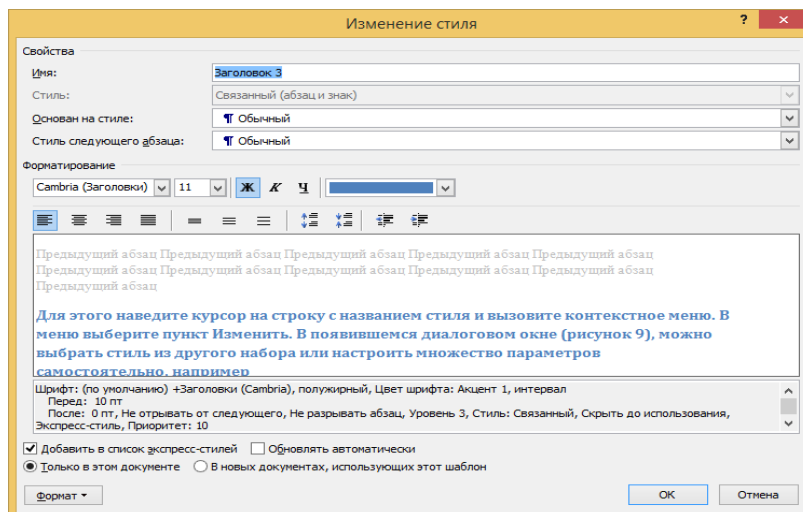 Изменение стиля
? ×
Свойства
Имя: Заголовок 3
Стиль: Связанный (абзац и знак)
Основан на стиле: ¶ Обычный
Стиль следующего абзаца: ¶ Обычный
Форматирование
Cambria (Заголовки) 11 Ж К Ч
Предыдущий абзац Предыдущий абзац Предыдущий абзац Предыдущий абзац Предыдущий абзац
Предыдущий абзац Предыдущий абзац Предыдущий абзац Предыдущий абзац Предыдущий абзац
Предыдущий абзац
Для этого наведите курсор на строку с названием стиля и вызовите контекстное меню. В
меню выберите пункт Изменить. В появившемся диалоговом окне (рисунок 9), можно
выбрать стиль из другого набора или настроить множество параметров
самостоятельно, например
Шрифт: (по умолчанию) +Заголовки (Cambria), полужирный, Цвет шрифта: Акцент 1, интервал
Перед: 10 пт
После: 0 пт, Не отрывать от следующего, Не разрывать абзац, Уровень 3, Стиль: Связанный, Скрыть до использования,
Экспресс-стиль, Приоритет: 10
Добавить в список экспресс-стилей Обновлять автоматически
Только в этом документе В новых документах, использующих этот шаблон
Формат ОК Отмена